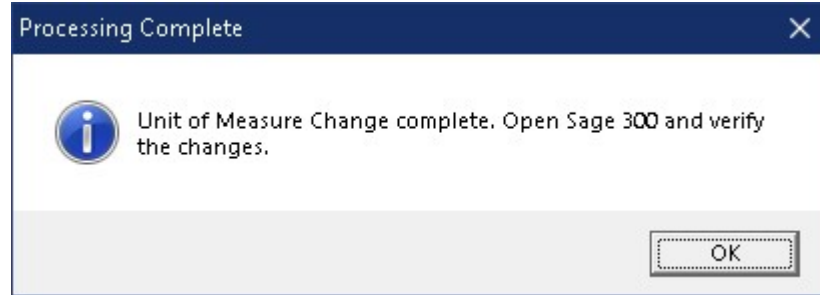 Processing Complete
Unit of Measure Change complete. Open Sage 300 and verify
the changes.
OK